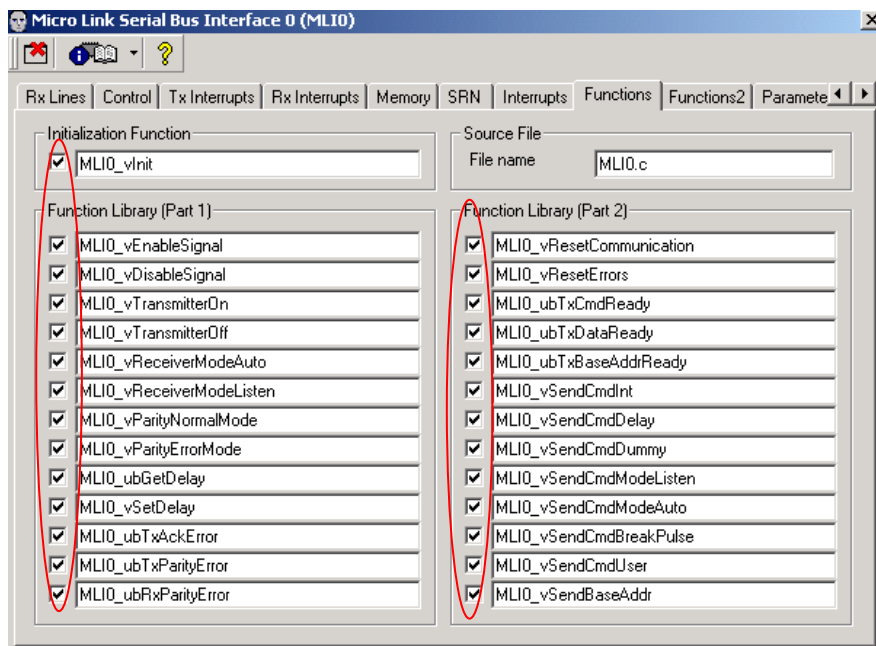 Micro Link Serial Bus Interface 0 (MLI0)
Rx Lines Control Tx Interrupts Rx Interrupts Memory SRN Interrupts Functions Functions2 Paramete
Initialization Function
MLI0_vInit
Source File
File name MLI0.c
Function Library (Part 1)
MLI0_vEnableSignal
MLI0_vDisableSignal
MLI0_vTransmitterOn
MLI0_vTransmitterOff
MLI0_vReceiverModeAuto
MLI0_vReceiverModeListen
MLI0_vParityNormalMode
MLI0_vParityErrorMode
MLI0_ubGetDelay
MLI0_vSetDelay
MLI0_ubTxAckError
MLI0_ubTxParityError
MLI0_ubRxParityError
Function Library (Part 2)
MLI0_vResetCommunication
MLI0_vResetErrors
MLI0_ubTxCmdReady
MLI0_ubTxDataReady
MLI0_ubTxBaseAddrReady
MLI0_vSendCmdInt
MLI0_vSendCmdDelay
MLI0_vSendCmdDummy
MLI0_vSendCmdModeListen
MLI0_vSendCmdModeAuto
MLI0_vSendCmdBreakPulse
MLI0_vSendCmdUser
MLI0_vSendBaseAddr